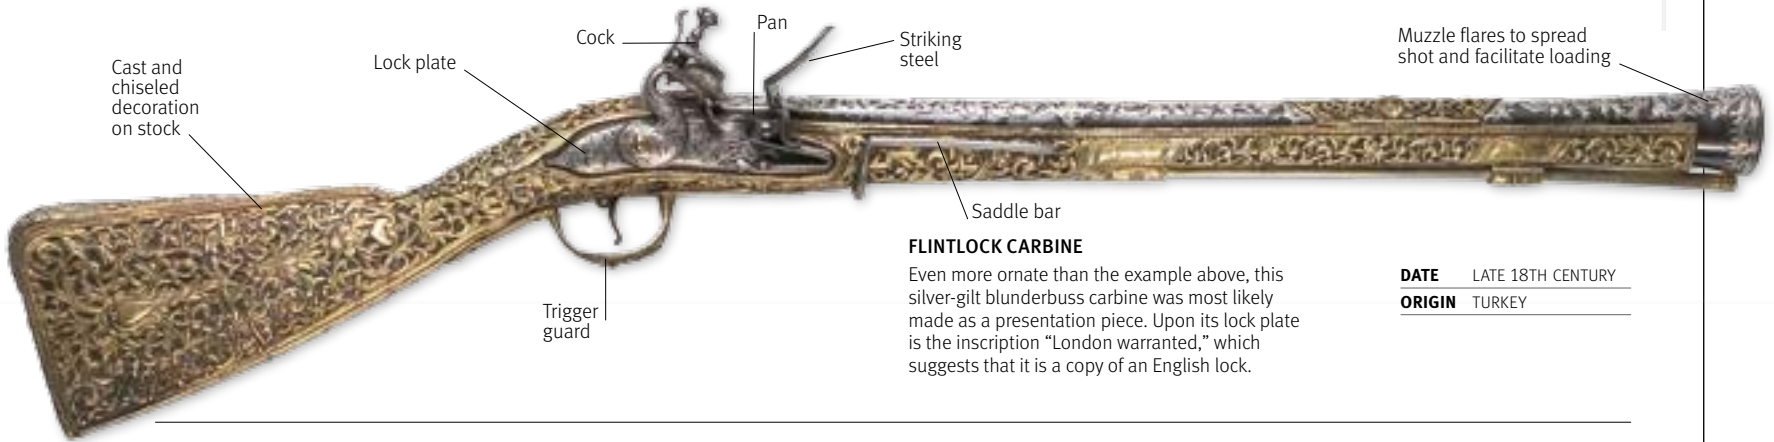 Cast and
chiseled
decoration
on stock
Lock plate
Cock
Pan
Striking
steel
Muzzle flares to spread
shot and facilitate loading
Saddle bar
Trigger
guard
FLINTLOCK CARBINE
Even more ornate than the example above, this
silver-gilt blunderbuss carbine was most likely
made as a presentation piece. Upon its lock plate
is the inscription “London warranted,” which
suggests that it is a copy of an English lock.
DATE LATE 18TH CENTURY
ORIGIN TURKEY